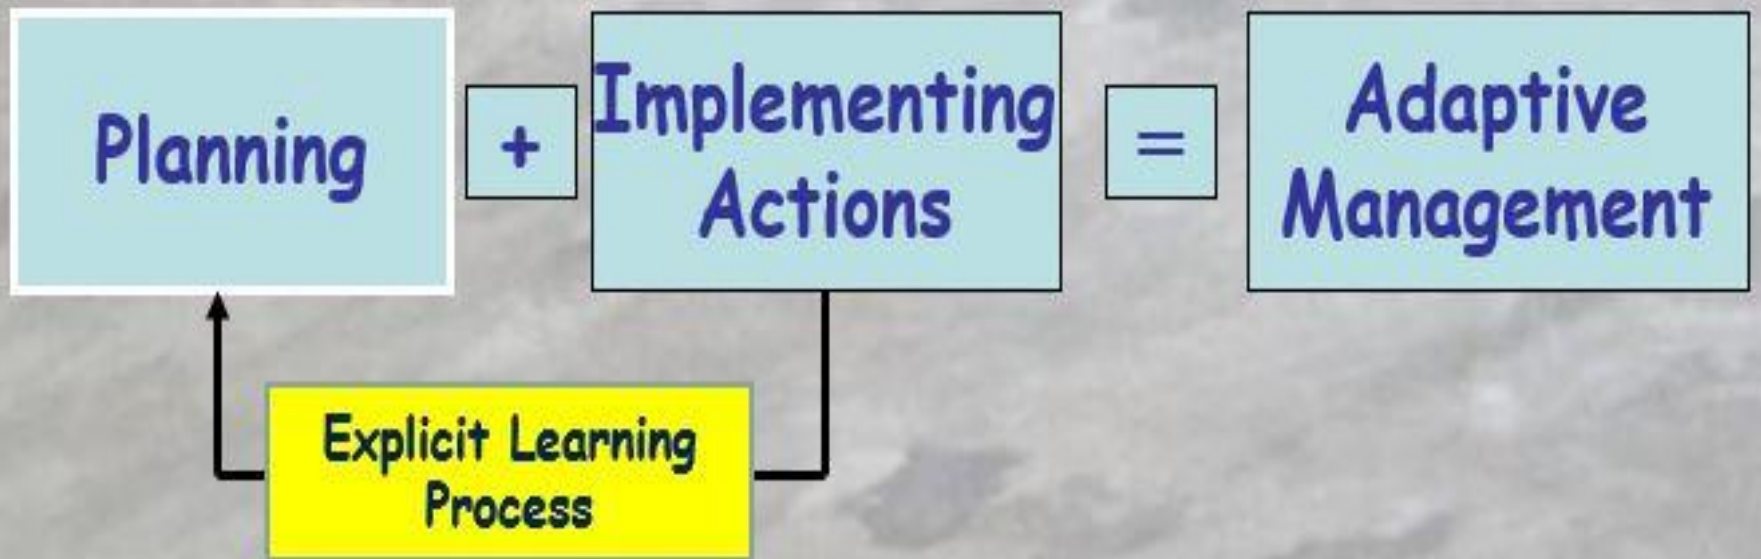 Planning
+
Implementing
Actions
=
Adaptive
Management
Explicit Learning
Process